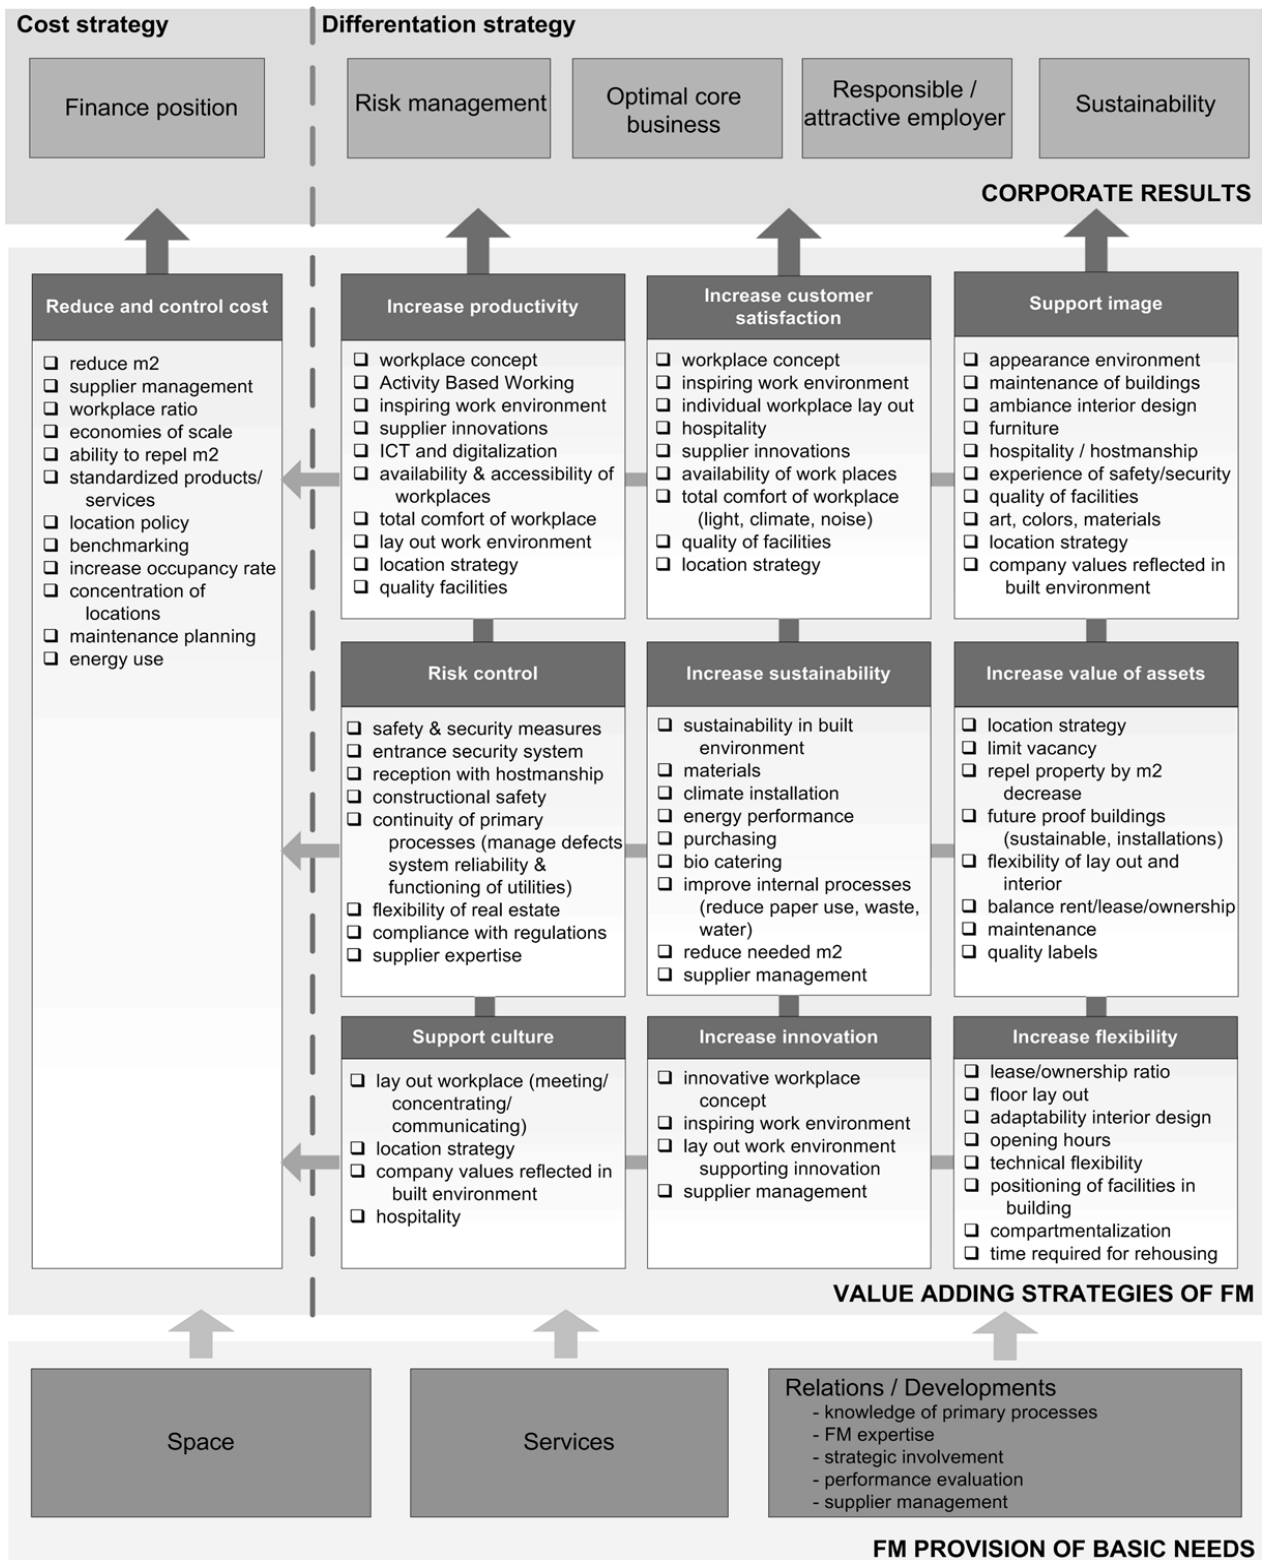 Cost strategy
Differentation strategy
Finance position
Risk management
Optimal core
business
Responsible /
attractive employer
Sustainability
CORPORATE RESULTS
Reduce and control cost
❑ reduce m2
❑ supplier management
❑ workplace ratio
❑ economies of scale
❑ ability to repel m2
❑ standardized products/
services
❑ location policy
❑ benchmarking
❑ increase occupancy rate
❑ concentration of
locations
❑ maintenance planning
❑ energy use
Increase productivity
❑ workplace concept
❑ Activity Based Working
❑ inspiring work environment
❑ supplier innovations
❑ ICT and digitalization
❑ availability & accessibility of
workplaces
❑ total comfort of workplace
❑ lay out work environment
❑ location strategy
❑ quality facilities
Increase customer
satisfaction
❑ workplace concept
❑ inspiring work environment
❑ individual workplace lay out
❑ hospitality
❑ supplier innovations
❑ availability of work places
❑ total comfort of workplace
(light, climate, noise)
❑ quality of facilities
❑ location strategy
Support image
❑ appearance environment
❑ maintenance of buildings
❑ ambiance interior design
❑ furniture
❑ hospitality / hostmanship
❑ experience of safety/security
❑ quality of facilities
❑ art, colors, materials
❑ location strategy
❑ company values reflected in
built environment
Risk control
❑ safety & security measures
❑ entrance security system
❑ reception with hostmanship
❑ constructional safety
❑ continuity of primary
processes (manage defects
system reliability &
functioning of utilities)
❑ flexibility of real estate
❑ compliance with regulations
❑ supplier expertise
Increase sustainability
❑ sustainability in built
environment
❑ materials
❑ climate installation
❑ energy performance
❑ purchasing
❑ bio catering
❑ improve internal processes
(reduce paper use, waste,
water)
❑ reduce needed m2
❑ supplier management
Increase value of assets
❑ location strategy
❑ limit vacancy
❑ repel property by m2
decrease
❑ future proof buildings
(sustainable, installations)
❑ flexibility of lay out and
interior
❑ balance rent/lease/ownership
❑ maintenance
❑ quality labels
Support culture
❑ lay out workplace (meeting/
concentrating/
communicating)
❑ location strategy
❑ company values reflected in
built environment
❑ hospitality
Increase innovation
❑ innovative workplace
concept
❑ inspiring work environment
❑ lay out work environment
supporting innovation
❑ supplier management
Increase flexibility
❑ lease/ownership ratio
❑ floor lay out
❑ adaptability interior design
❑ opening hours
❑ technical flexibility
❑ positioning of facilities in
building
❑ compartmentalization
❑ time required for rehousing
VALUE ADDING STRATEGIES OF FM
Space
Services
Relations / Developments
- knowledge of primary processes
- FM expertise
- strategic involvement
- performance evaluation
- supplier management
FM PROVISION OF BASIC NEEDS